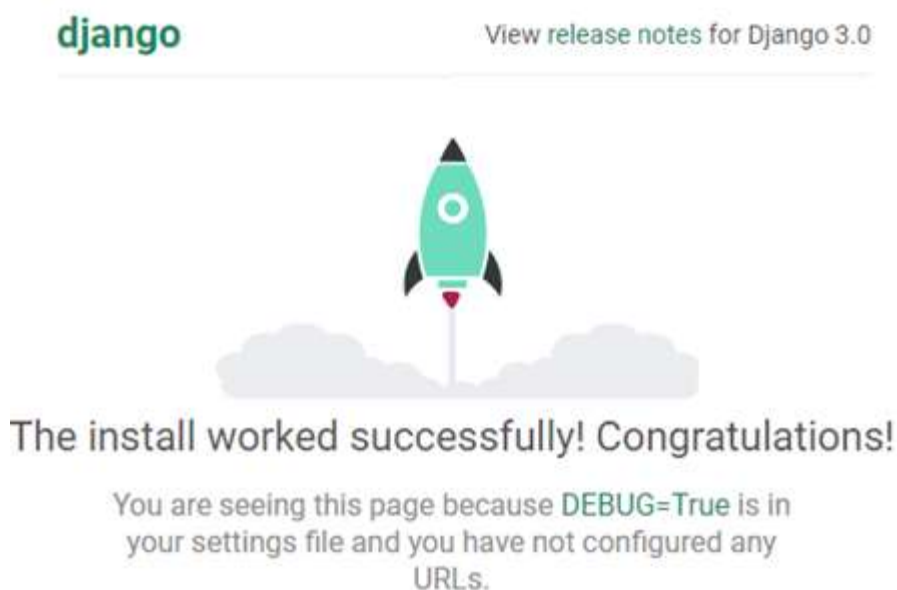 django
View release notes for Django 3.0
The install worked successfully! Congratulations!
You are seeing this page because DEBUG=True is in
your settings file and you have not configured any
URLs.